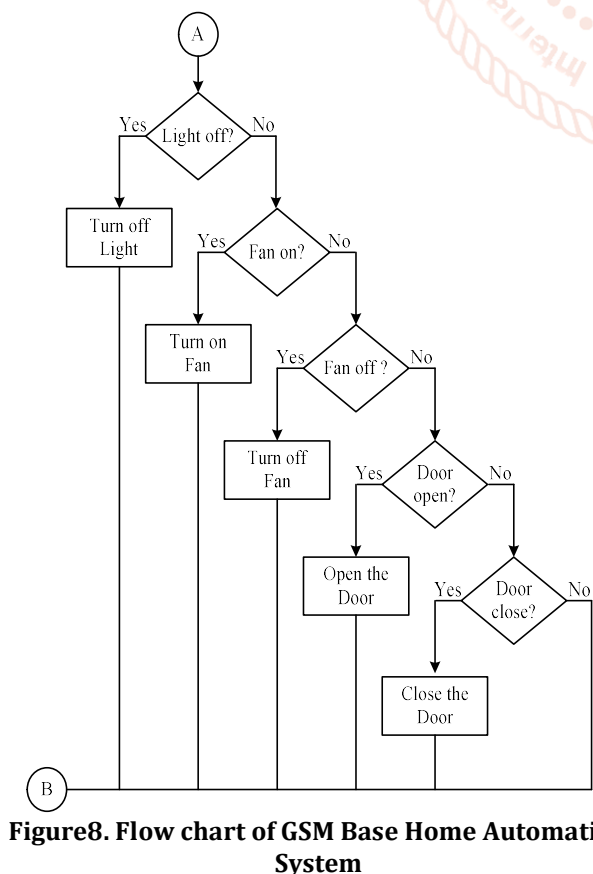 A
Yes
Light off?
No
Turn off
Light
Yes
Fan on?
No
Turn on
Fan
Yes
Fan off ?
No
Turn off
Fan
Yes
Door
open?
No
Open the
Door
Yes
Door
close?
No
Close the
Door
B
Figure8. Flow chart of GSM Base Home Automati
System
Interna